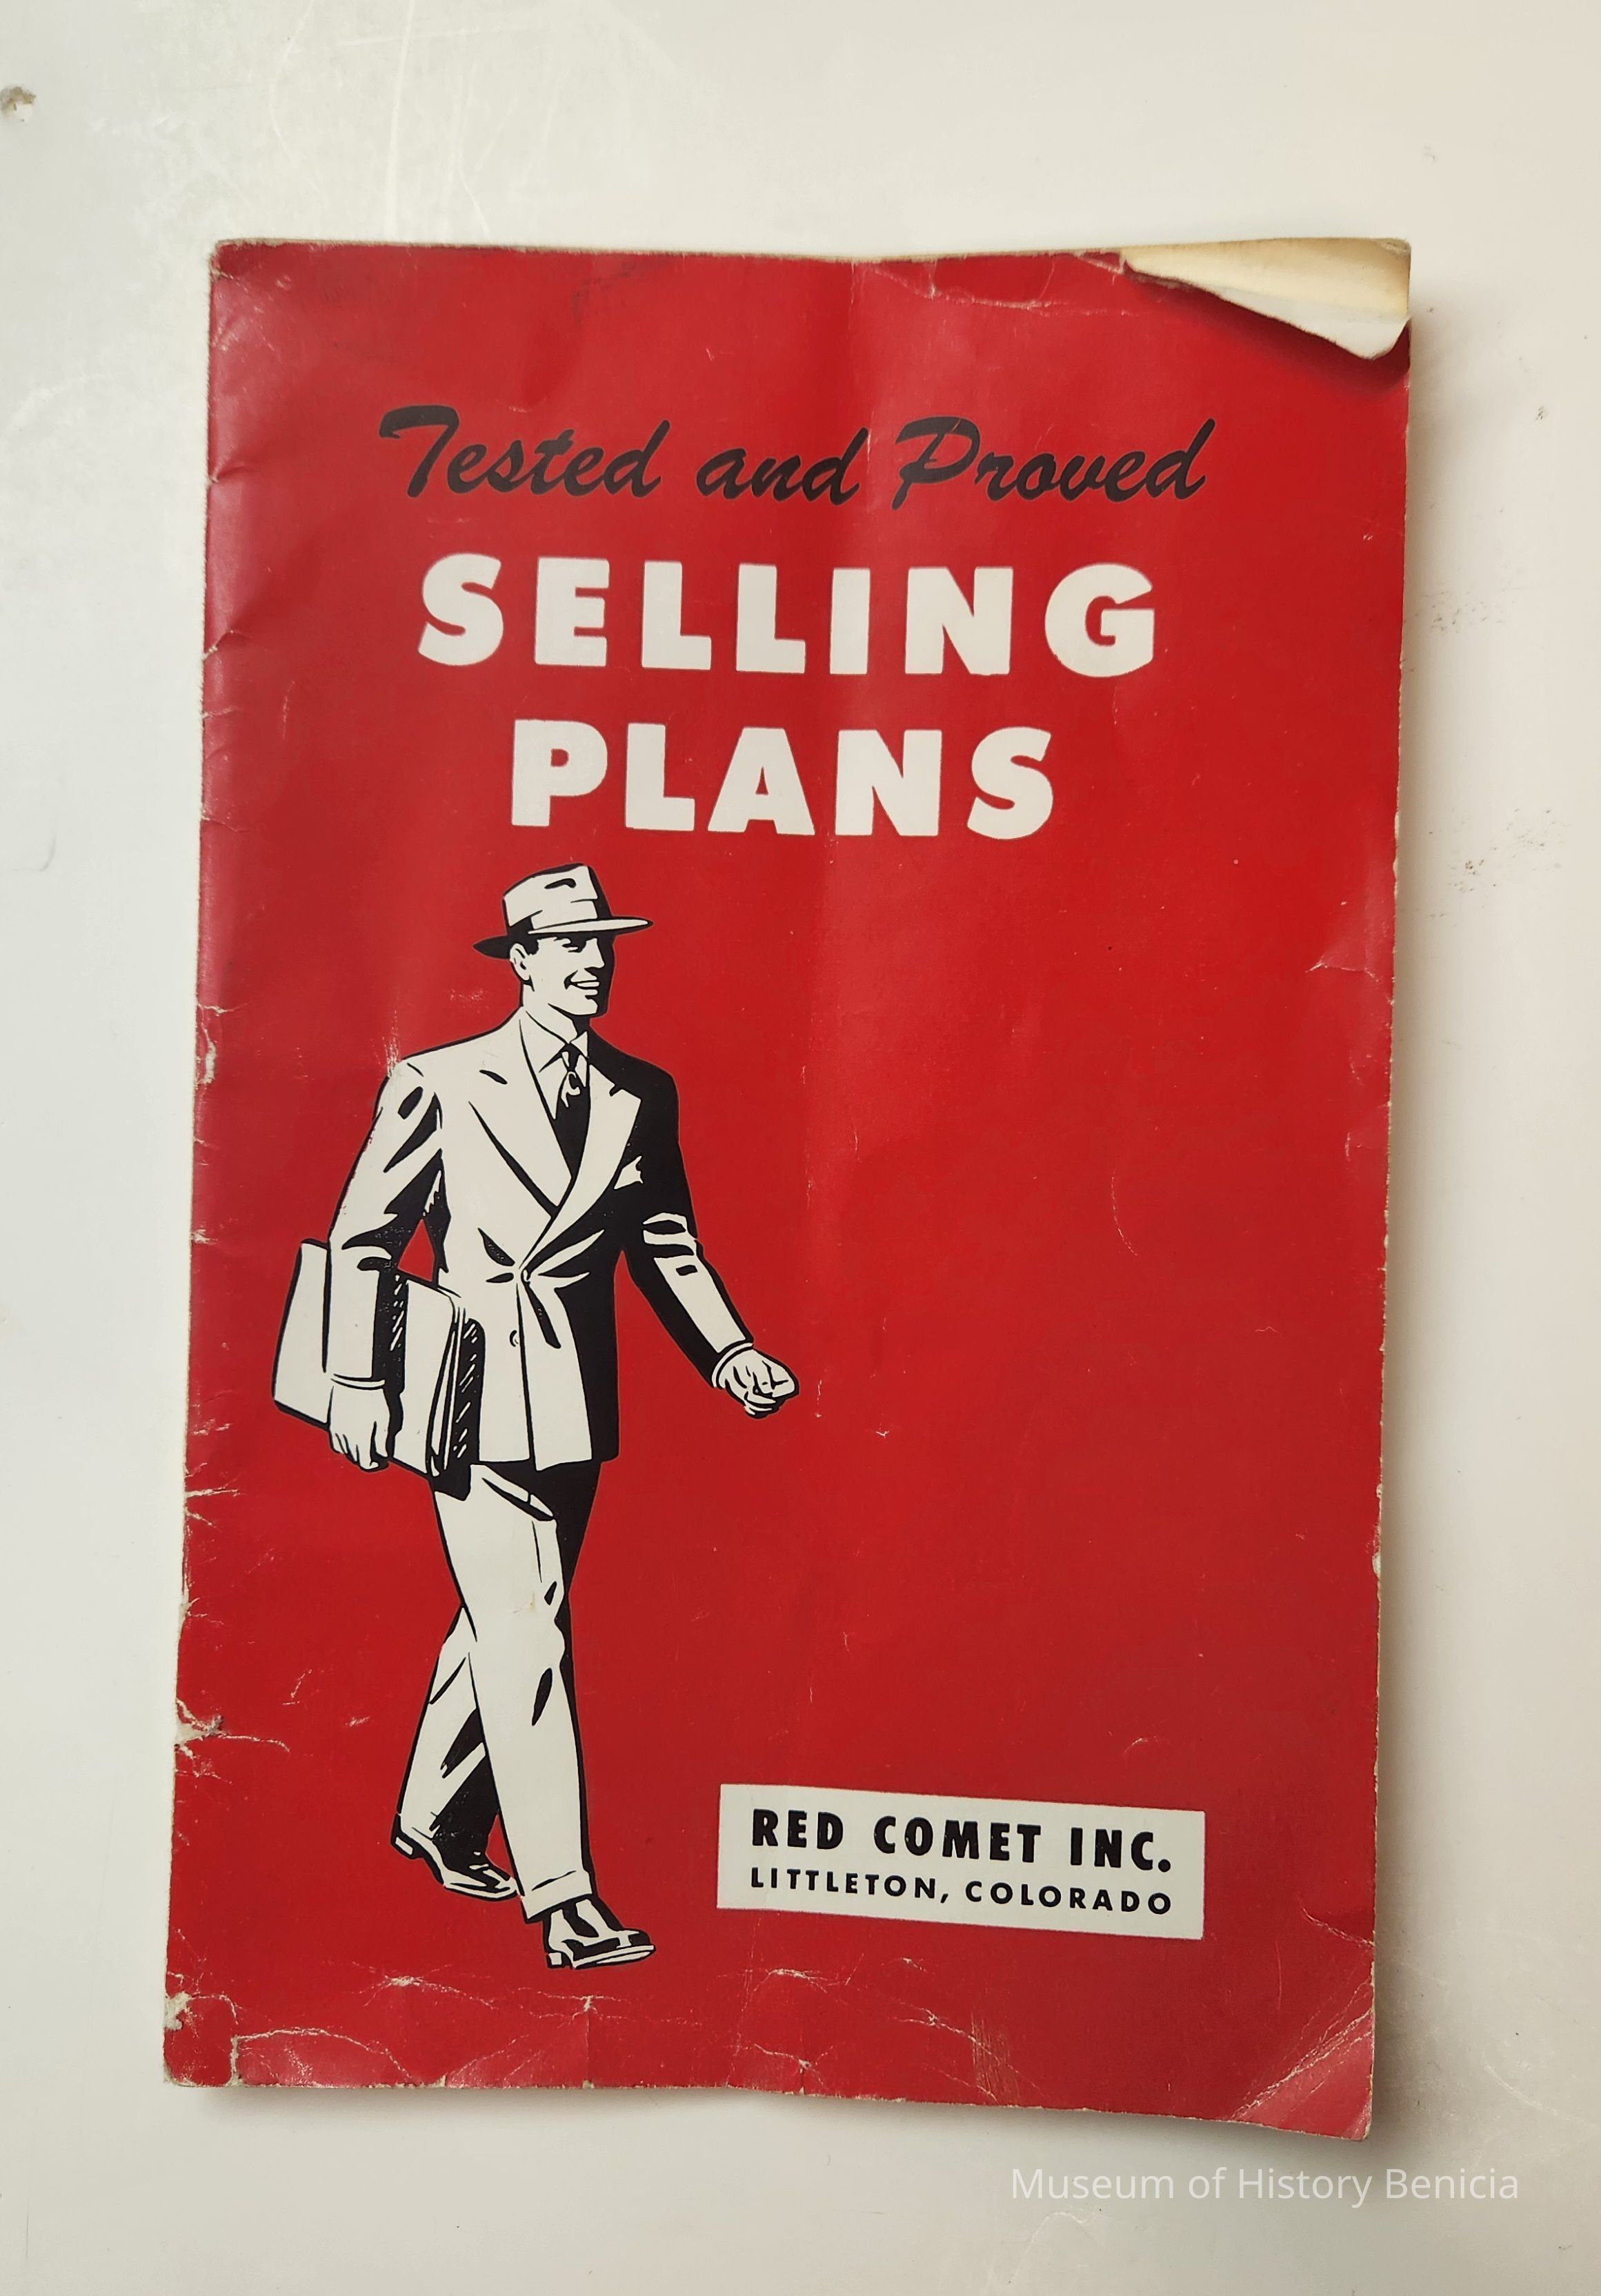 Tested and Proved
SELLING
PLANS
RED COMET INC.
LITTLETON, COLORADO
Museum of History Benicia